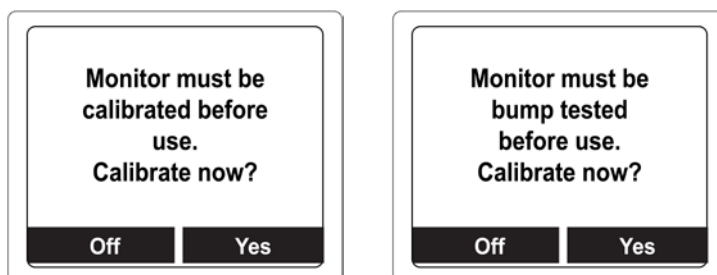 Monitor must be
calibrated before
use.
Calibrate now?
Off Yes
Monitor must be
bump tested
before use.
Calibrate now?
Off Yes